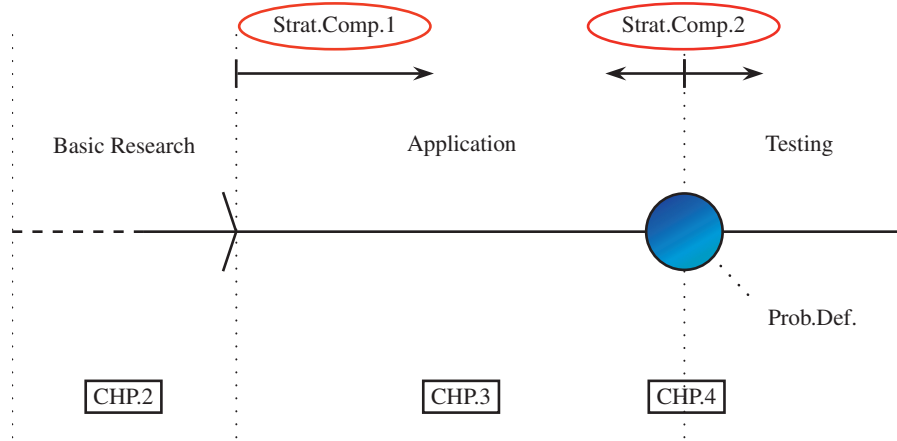 Strat.Comp.1
Strat.Comp.2
Basic Research
Application
Testing
Prob.Def.
CHP.2
CHP.3
CHP.4